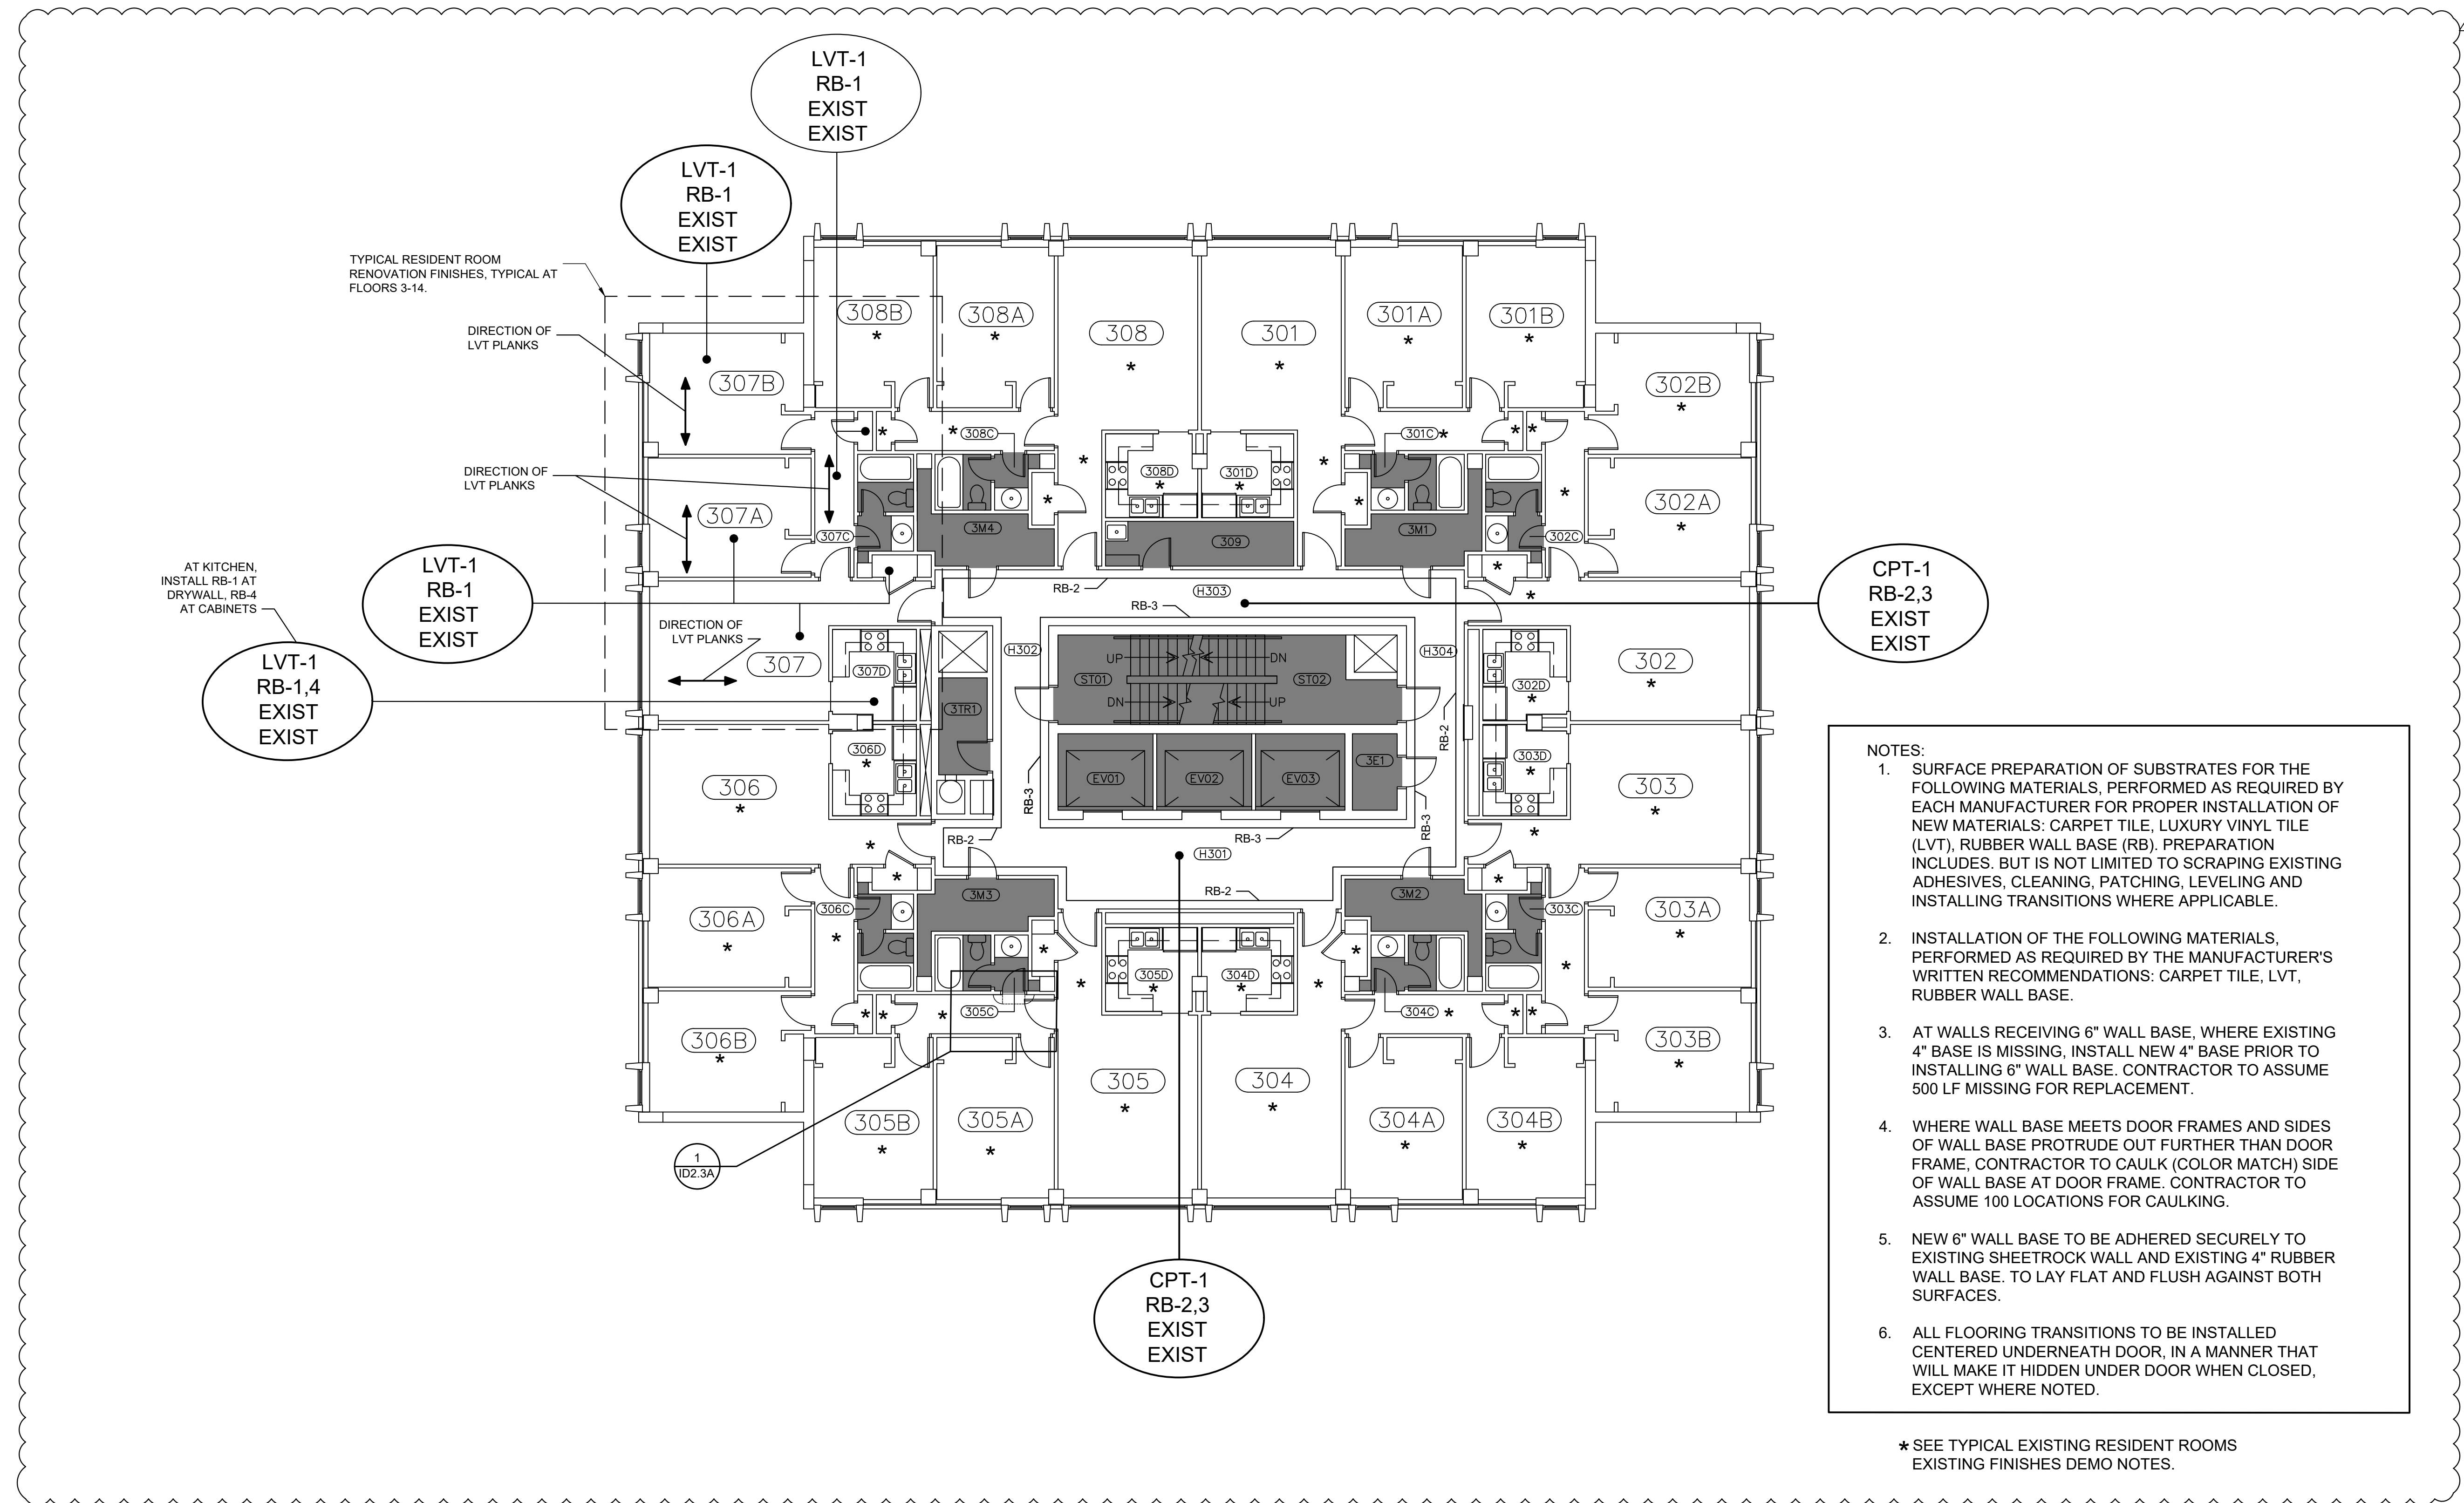 LVT-1
RB-1
EXIST
EXIST
LVT-1
RB-1
EXIST
EXIST
TYPICAL RESIDENT ROOM
RENOVATION FINISHES, TYPICAL AT
FLOORS 3-14.
DIRECTION OF
LVT PLANKS
DIRECTION OF
LVT PLANKS
AT KITCHEN,
INSTALL RB-1 AT
DRYWALL, RB-4
AT CABINETS
LVT-1
RB-1
EXIST
EXIST
LVT-1
RB-1,4
EXIST
EXIST
DIRECTION OF
LVT PLANKS
308B
*
308A
*
308
*
301
*
301A
*
301B
*
307B
302B
*
307A
302A
*
*
*
308C
301C*
*
*
*
*
308D
*
301D
*
*
*
*
*
307C
3M4
309
3M1
302C
*
*
RB-2
H303
RB-3
CPT-1
RB-2,3
EXIST
EXIST
307
307D
H302
UP
DN
H304
302
*
302D
*
ST01
ST02
DN
UP
3TR1
RB-2
306D
*
303D
*
EV01
EV02
EV03
3E1
306
*
303
*
RB-3
RB-3
RB-2
RB-3
*
*
H301
*
*
RB-2
3M3
3M2
306C
303C
306A
*
303A
*
*
*
*
*
305D
*
304D
*
*
*
*
*
*
305C
304C
*
*
*
306B
*
303B
*
305
*
304
*
305B
*
305A
*
304A
*
304B
*
1
ID2.3A
CPT-1
RB-2,3
EXIST
EXIST
NOTES:
1. SURFACE PREPARATION OF SUBSTRATES FOR THE
FOLLOWING MATERIALS, PERFORMED AS REQUIRED BY
EACH MANUFACTURER FOR PROPER INSTALLATION OF
NEW MATERIALS: CARPET TILE, LUXURY VINYL TILE
(LVT), RUBBER WALL BASE (RB). PREPARATION
INCLUDES. BUT IS NOT LIMITED TO SCRAPING EXISTING
ADHESIVES, CLEANING, PATCHING, LEVELING AND
INSTALLING TRANSITIONS WHERE APPLICABLE.
2. INSTALLATION OF THE FOLLOWING MATERIALS,
PERFORMED AS REQUIRED BY THE MANUFACTURER'S
WRITTEN RECOMMENDATIONS: CARPET TILE, LVT,
RUBBER WALL BASE.
3. AT WALLS RECEIVING 6" WALL BASE, WHERE EXISTING
4" BASE IS MISSING, INSTALL NEW 4" BASE PRIOR TO
INSTALLING 6" WALL BASE. CONTRACTOR TO ASSUME
500 LF MISSING FOR REPLACEMENT.
4. WHERE WALL BASE MEETS DOOR FRAMES AND SIDES
OF WALL BASE PROTRUDE OUT FURTHER THAN DOOR
FRAME, CONTRACTOR TO CAULK (COLOR MATCH) SIDE
OF WALL BASE AT DOOR FRAME. CONTRACTOR TO
ASSUME 100 LOCATIONS FOR CAULKING.
5. NEW 6" WALL BASE TO BE ADHERED SECURELY TO
EXISTING SHEETROCK WALL AND EXISTING 4" RUBBER
WALL BASE. TO LAY FLAT AND FLUSH AGAINST BOTH
SURFACES.
6. ALL FLOORING TRANSITIONS TO BE INSTALLED
CENTERED UNDERNEATH DOOR, IN A MANNER THAT
WILL MAKE IT HIDDEN UNDER DOOR WHEN CLOSED,
EXCEPT WHERE NOTED.
* SEE TYPICAL EXISTING RESIDENT ROOMS
EXISTING FINISHES DEMO NOTES.